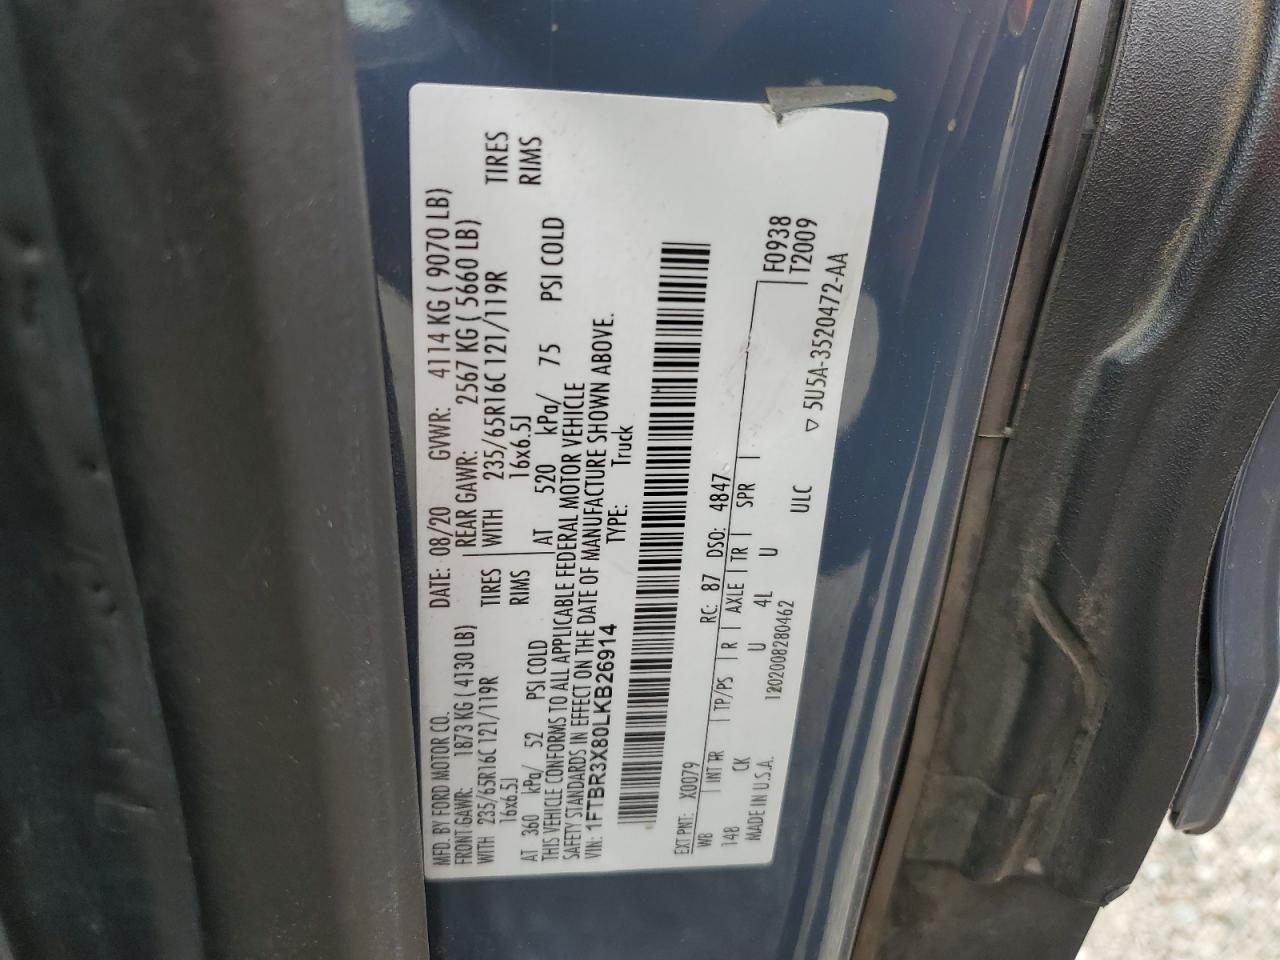 MFD. BY FORD MOTOR CO. DATE: 08/20 GVWR: 4114 KG ( 9070 LB)
FRONT GAWR: 1873 KG ( 4130 LB) REAR GAWR: 2567 KG ( 5660 LB)
WITH 235/65R16C 121/119R TIRES WITH 235/65R16C 121/119R TIRES
16x6.5J RIMS 16x6.5J RIMS
AT 360 kPa/ 52 PSI COLD AT 520 kPa/ 75 PSI COLD
THIS VEHICLE CONFORMS TO ALL APPLICABLE FEDERAL MOTOR VEHICLE
SAFETY STANDARDS IN EFFECT ON THE DATE OF MANUFACTURE SHOWN ABOVE.
VIN: 1FTBR3X80LKB26914 TYPE: Truck
EXT PNT: X0079 RC: 87 DSO: 4847 F0938
WB INT TR TP/PS R AXLE TR SPR T2009
148 CK U 4L U
MADE IN U.S.A. 1202008280462 ULC ▽ 5U5A-3520472-AA